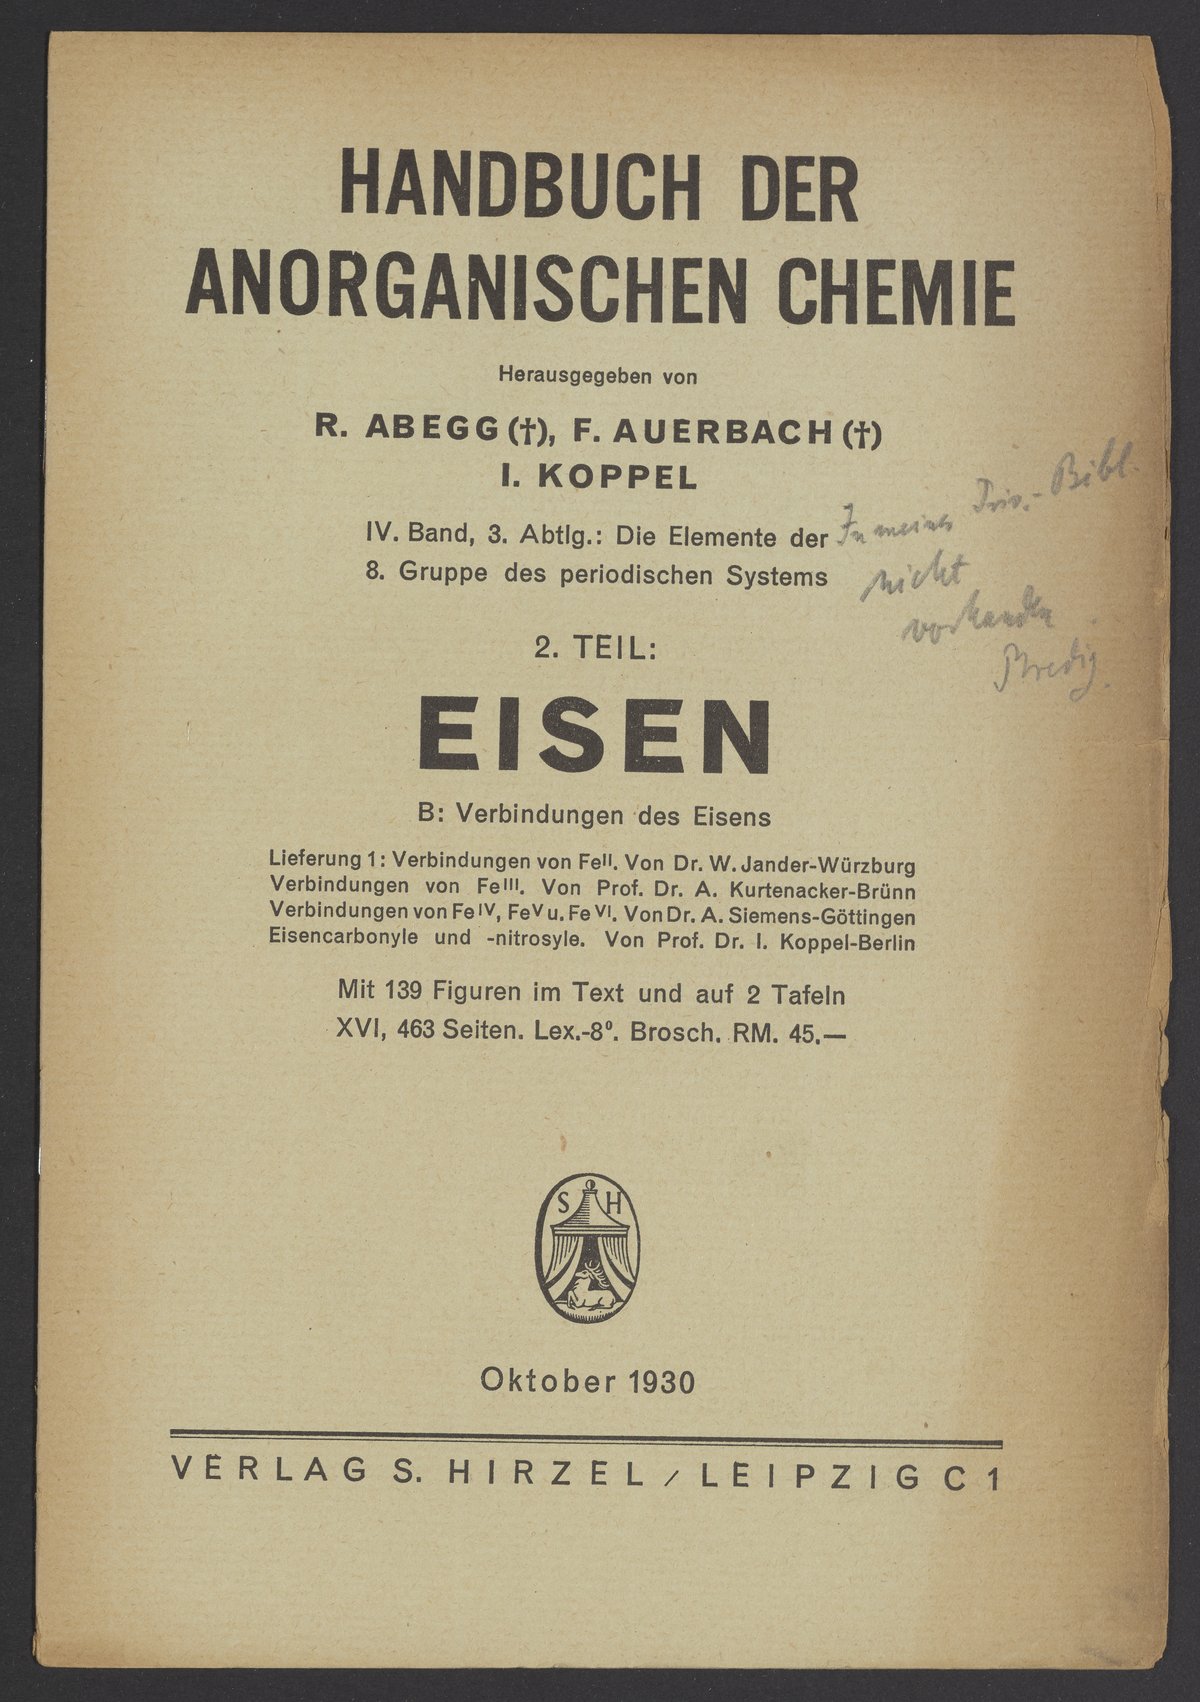 HANDBUCH DER
ANORGANISCHEN CHEMIE
Herausgegeben von
R. ABEGG (†), F. AUERBACH (†)
I. KOPPEL
IV. Band, 3. Abtlg.: Die Elemente der
8. Gruppe des periodischen Systems
In meiner Priv.-Bibl.
nicht
vorhanden
Bredig.
2. TEIL:
EISEN
B: Verbindungen des Eisens
Lieferung 1: Verbindungen von Feᴵᴵ. Von Dr. W. Jander-Würzburg
Verbindungen von Feᴵᴵᴵ. Von Prof. Dr. A. Kurtenacker-Brünn
Verbindungen von Feᴵⱽ, Feⱽ u. Feⱽᴵ. Von Dr. A. Siemens-Göttingen
Eisencarbonyle und -nitrosyle. Von Prof. Dr. I. Koppel-Berlin
Mit 139 Figuren im Text und auf 2 Tafeln
XVI, 463 Seiten. Lex.-8⁰. Brosch. RM. 45.—
S H
Oktober 1930
VERLAG S. HIRZEL / LEIPZIG C 1